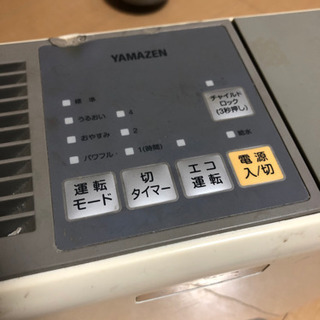 YAMAZEN
標準
うるおい
4
おやすみ
2
パワフル
1(時間)
給水
チャイルド
ロック
(3秒押し)
運転
モード
切
タイマー
エコ
運転
電源
入/切